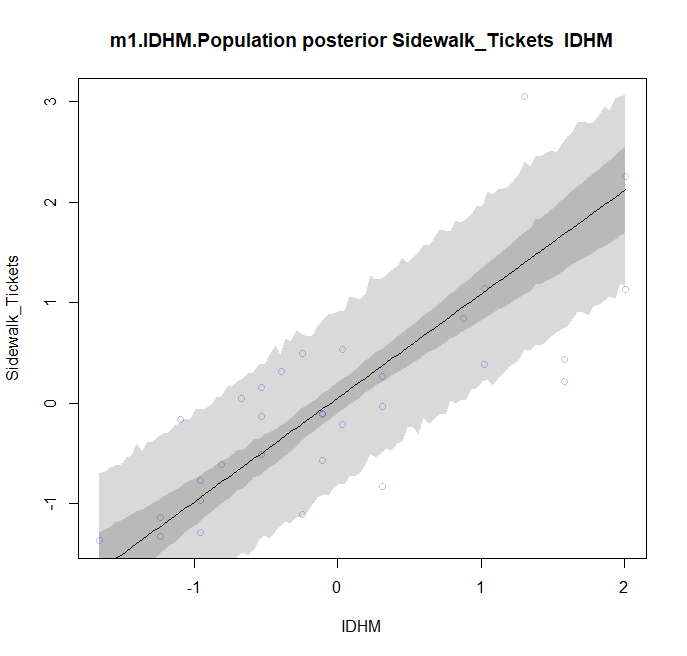 m1.IDHM.Population posterior Sidewalk_Tickets  IDHM
3
2
1
0
-1
Sidewalk_Tickets
-1 0 1 2
IDHM